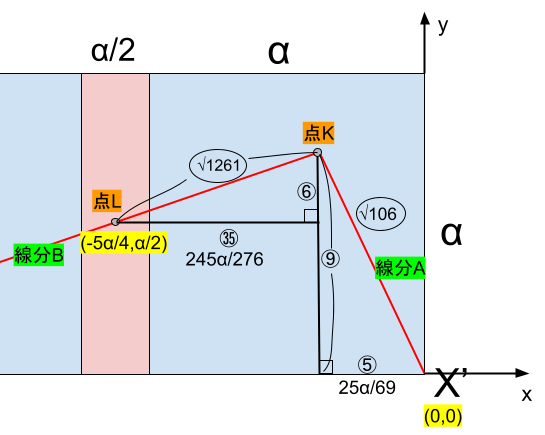 y
α/2
α
点K
√1261
⑥
点L
√106
(-5α/4,α/2)
㉟
α
線分B
245α/276
⑨
線分A
⑤
X'
x
25α/69
(0,0)